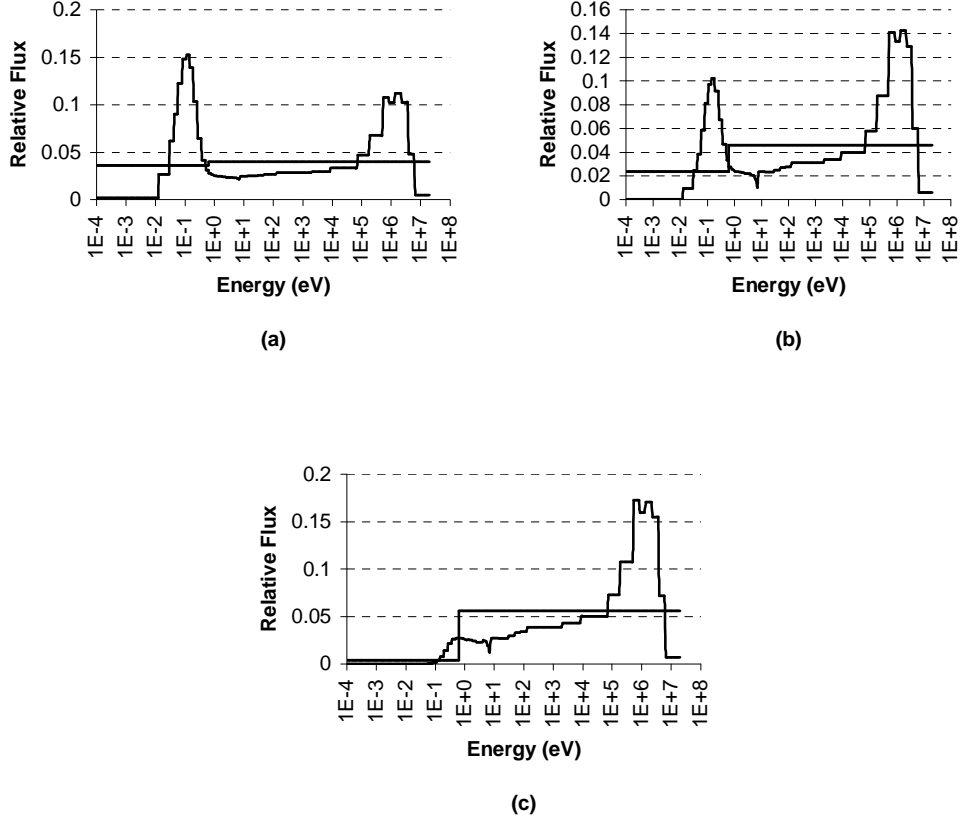 0.2
0.15
0.1
0.05
0
Relative Flux
1E-4
1E-3
1E-2
1E-1
1E+0
1E+1
1E+2
1E+3
1E+4
1E+5
1E+6
1E+7
1E+8
Energy (eV)
(a)
0.16
0.14
0.12
0.10
0.08
0.06
0.04
0.02
0
Relative Flux
1E-4
1E-3
1E-2
1E-1
1E+0
1E+1
1E+2
1E+3
1E+4
1E+5
1E+6
1E+7
1E+8
Energy (eV)
(b)
0.2
0.15
0.1
0.05
0
Relative Flux
1E-4
1E-3
1E-2
1E-1
1E+0
1E+1
1E+2
1E+3
1E+4
1E+5
1E+6
1E+7
1E+8
Energy (eV)
(c)